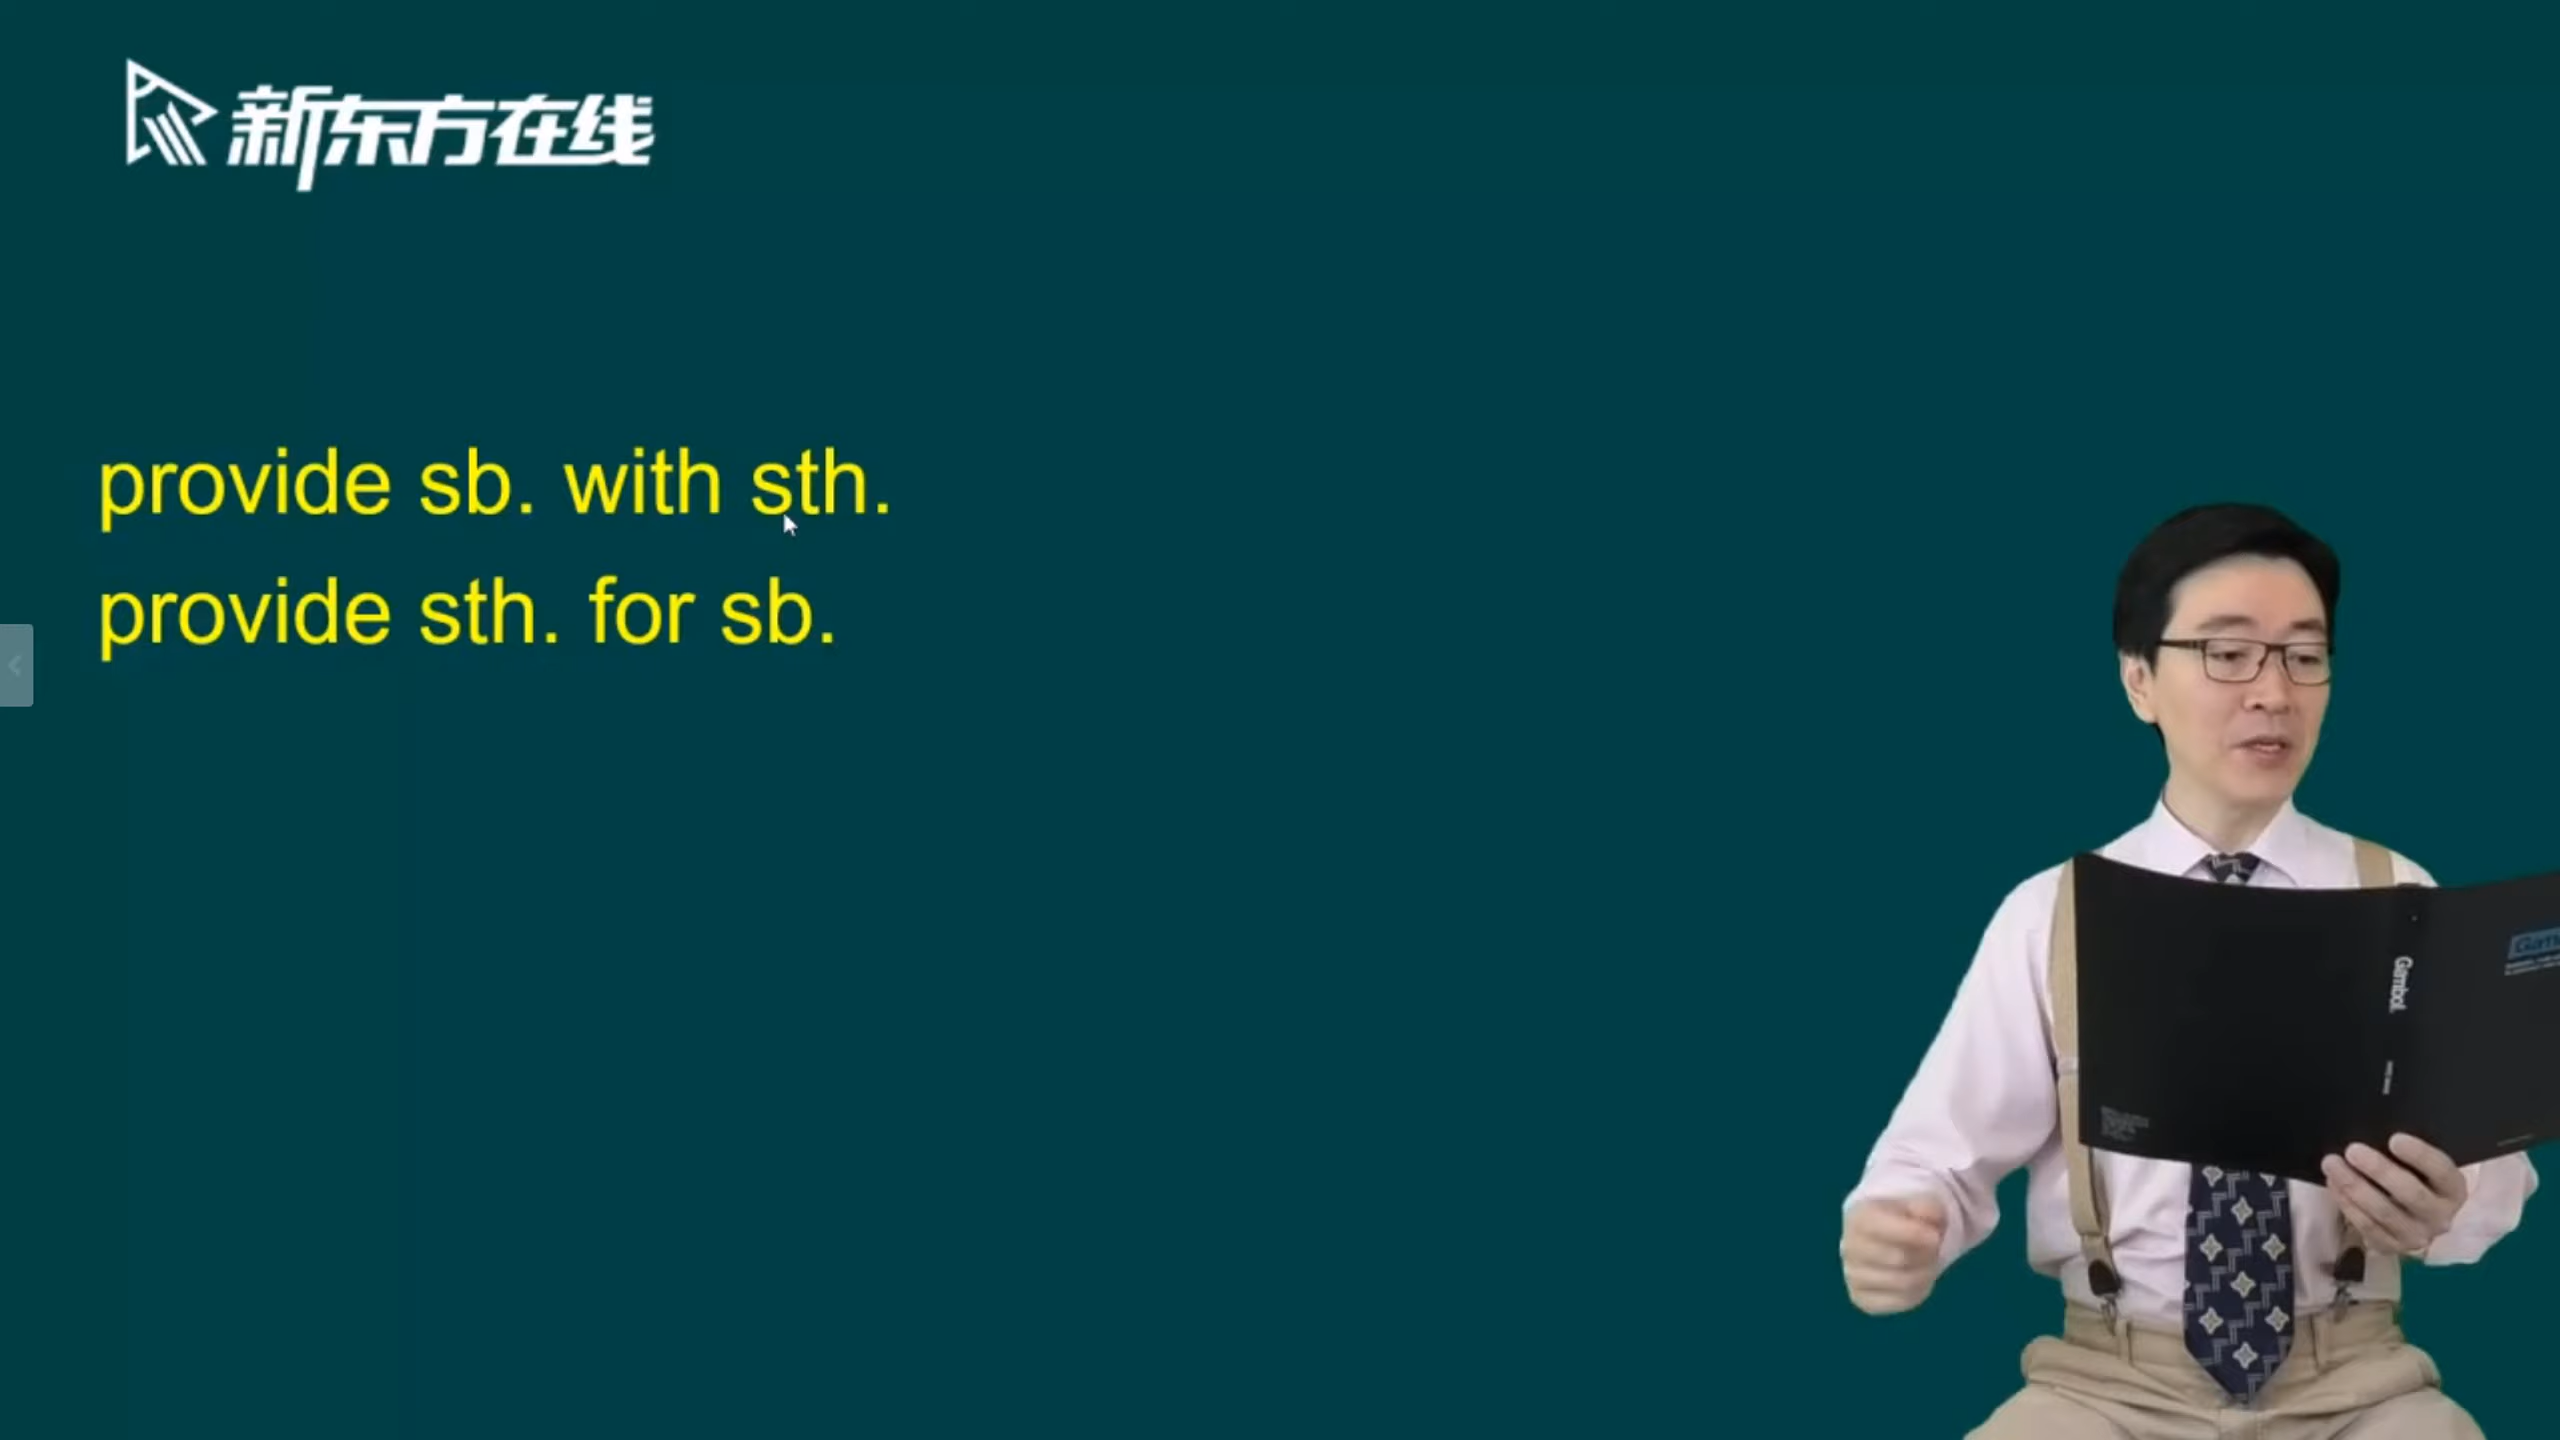 新东方在线
provide sb. with sth.
provide sth. for sb.
Gambol